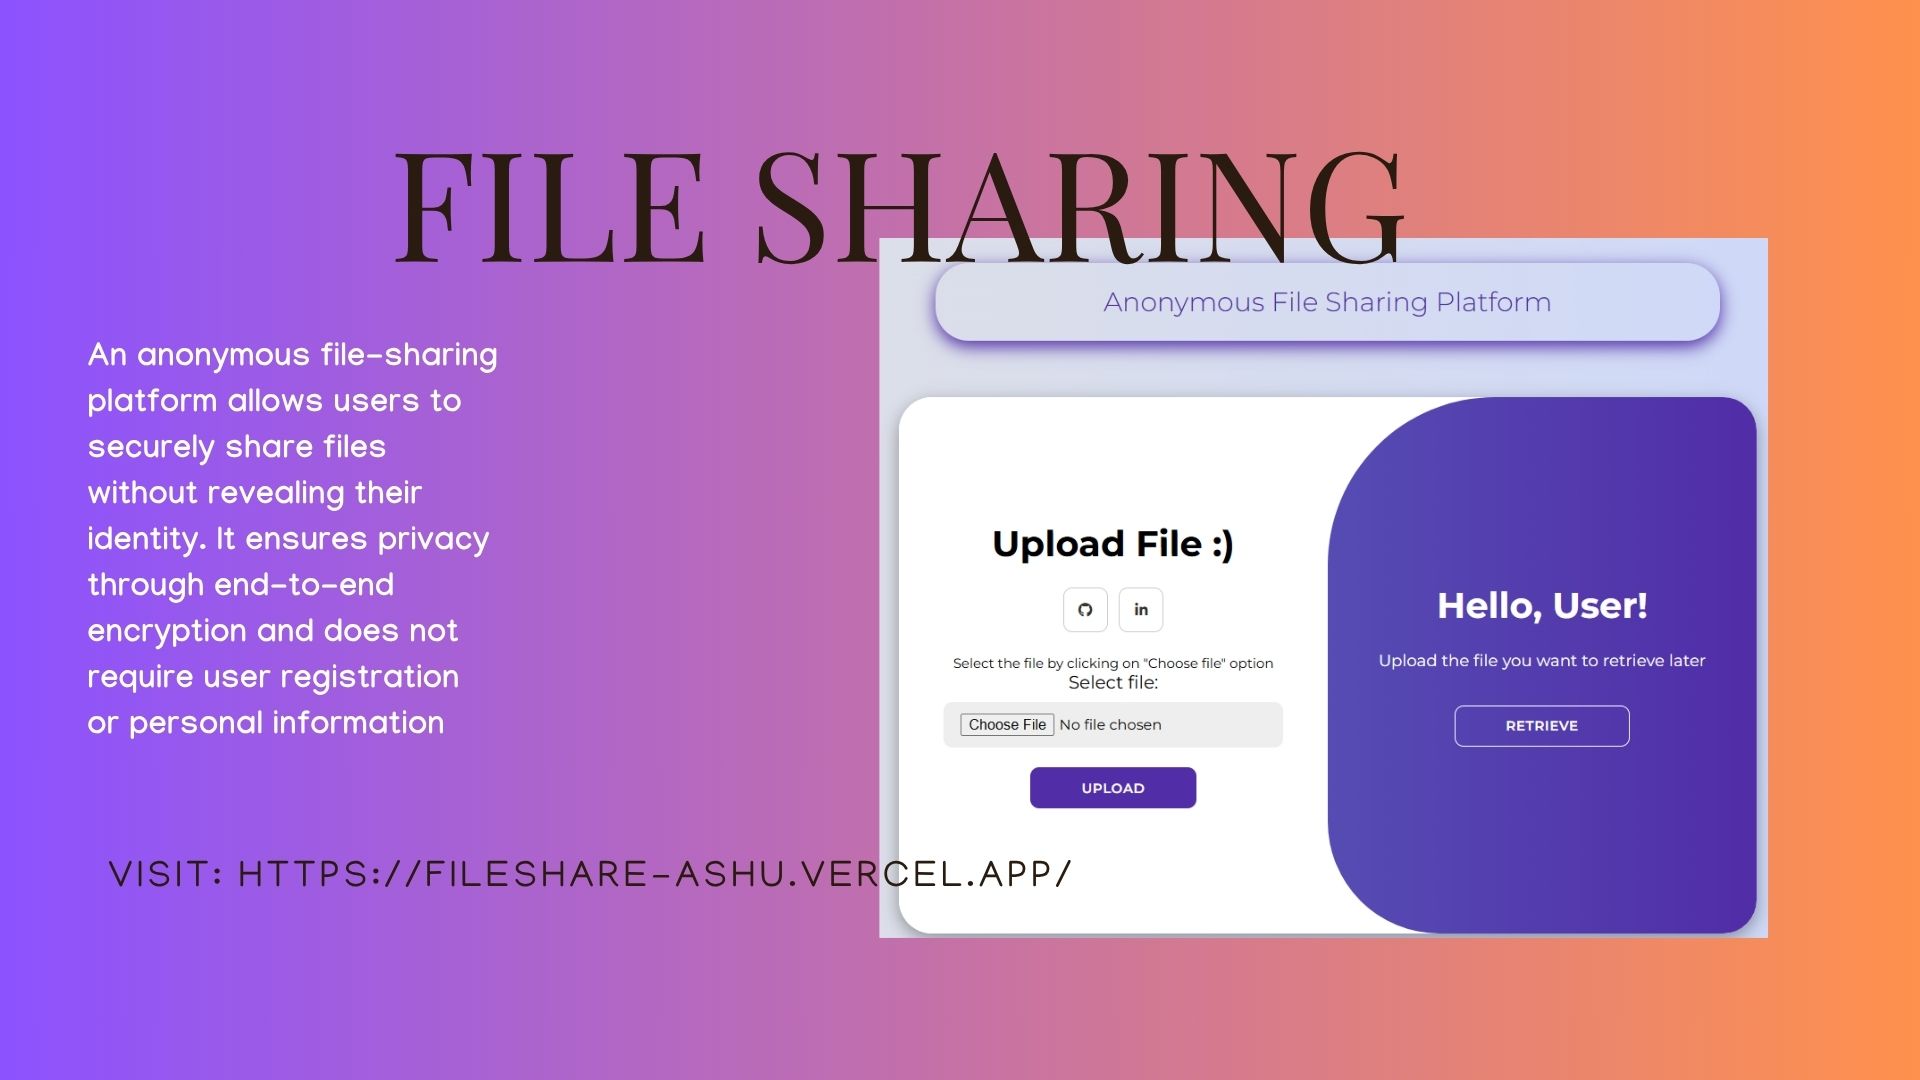 FILE SHARING
Anonymous File Sharing Platform
An anonymous file-sharing
platform allows users to
securely share files
without revealing their
identity. It ensures privacy
through end-to-end
encryption and does not
require user registration
or personal information
Upload File :)
in
Select the file by clicking on "Choose file" option
Select file:
Choose File No file chosen
UPLOAD
Hello, User!
Upload the file you want to retrieve later
RETRIEVE
VISIT: HTTPS://FILESHARE-ASHU.VERCEL.APP/